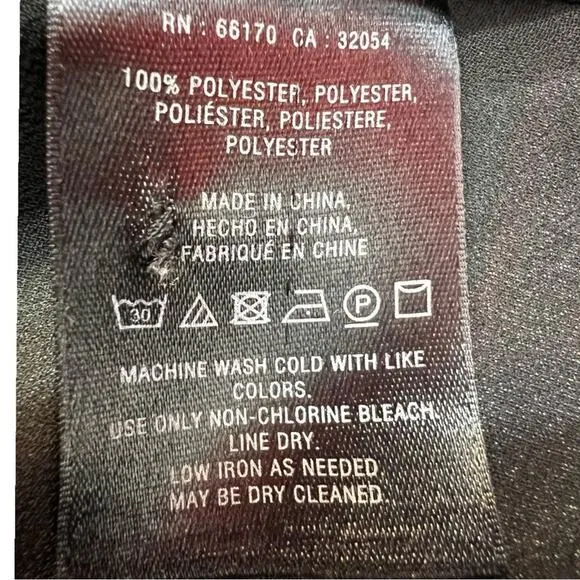 RN : 66170 CA : 32054
100% POLYESTER, POLYESTER,
POLIÉSTER, POLIESTERE,
POLYESTER
MADE IN CHINA,
HECHO EN CHINA,
FABRIQUÉ EN CHINE
30 P
MACHINE WASH COLD WITH LIKE
COLORS.
USE ONLY NON-CHLORINE BLEACH.
LINE DRY.
LOW IRON AS NEEDED.
MAY BE DRY CLEANED.